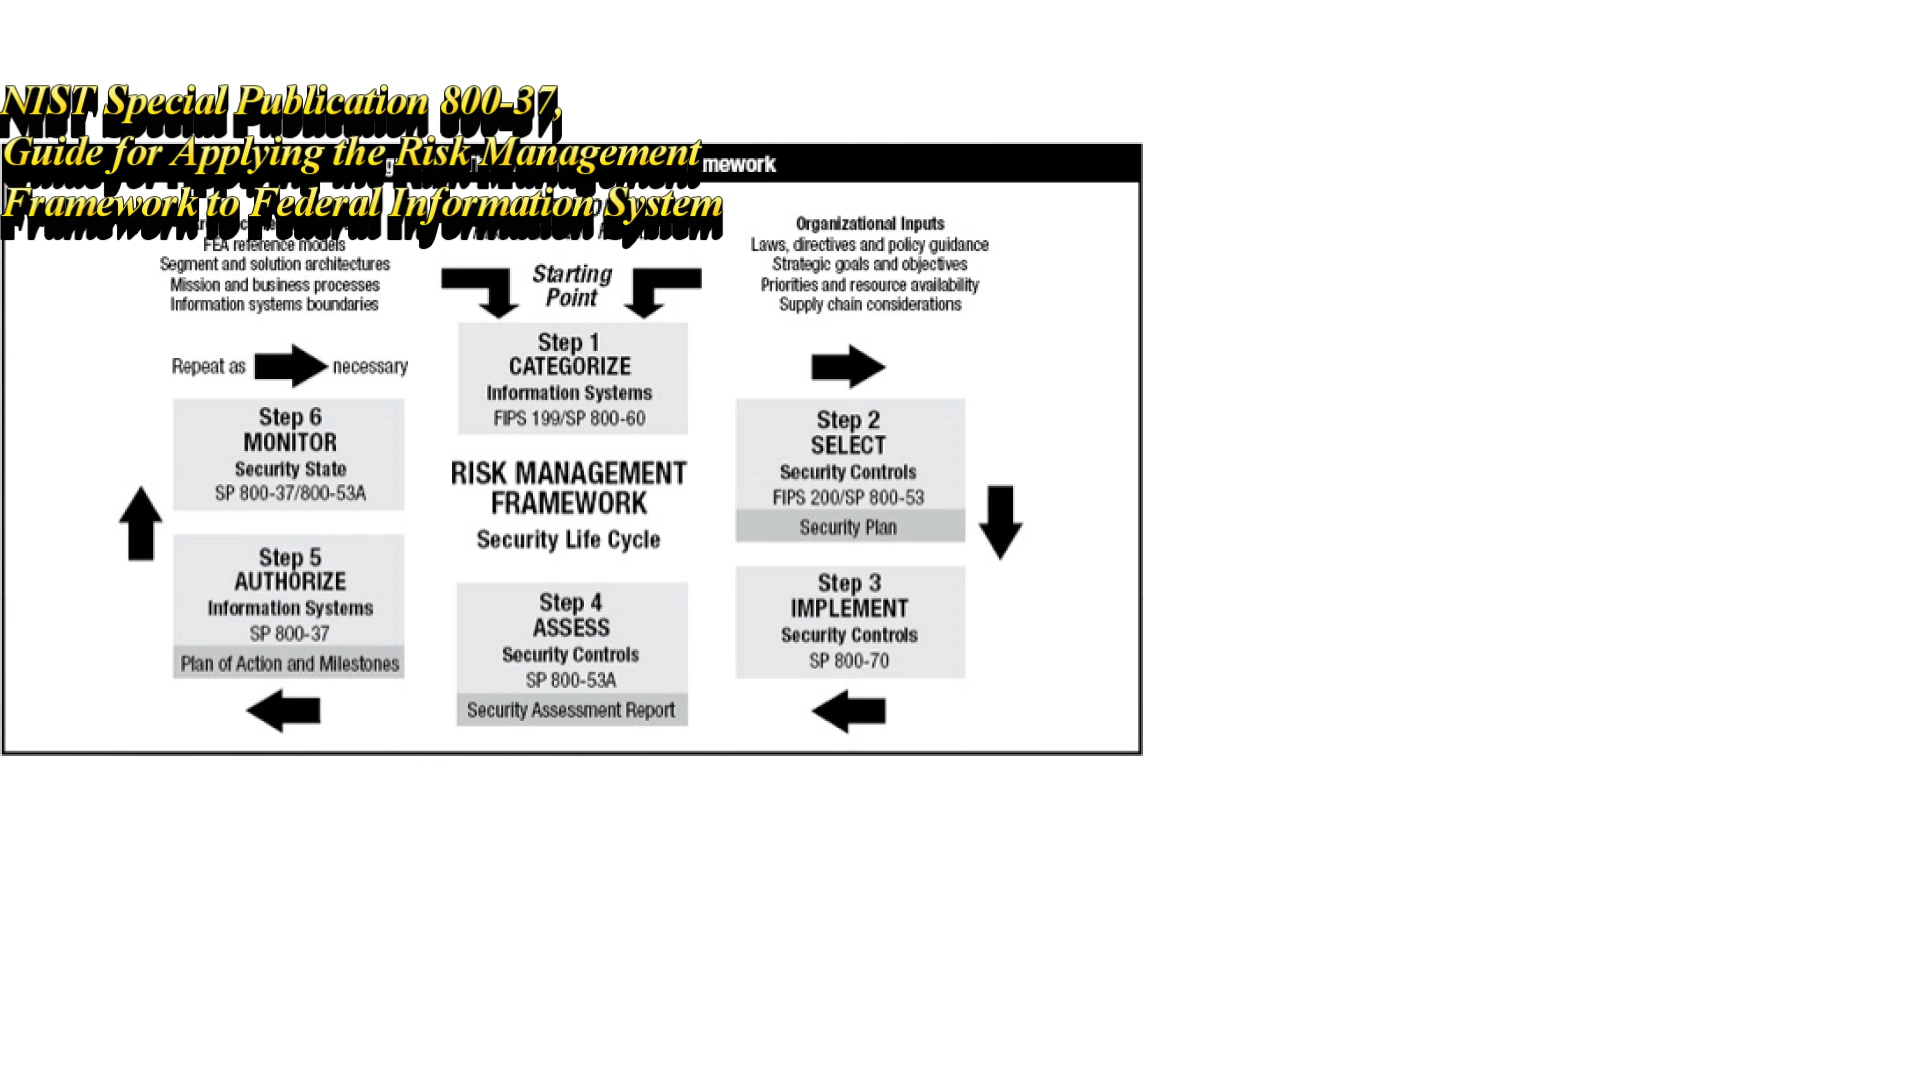 NIST Special Publication 800-37,
Guide for Applying the Risk Management
Framework to Federal Information System
mework
FEA reference models
Segment and solution architectures
Mission and business processes
Information systems boundaries
Starting
Point
Organizational Inputs
Laws, directives and policy guidance
Strategic goals and objectives
Priorities and resource availability
Supply chain considerations
Repeat as necessary
Step 1
CATEGORIZE
Information Systems
FIPS 199/SP 800-60
Step 6
MONITOR
Security State
SP 800-37/800-53A
RISK MANAGEMENT
FRAMEWORK
Security Life Cycle
Step 2
SELECT
Security Controls
FIPS 200/SP 800-53
Security Plan
Step 5
AUTHORIZE
Information Systems
SP 800-37
Plan of Action and Milestones
Step 4
ASSESS
Security Controls
SP 800-53A
Security Assessment Report
Step 3
IMPLEMENT
Security Controls
SP 800-70